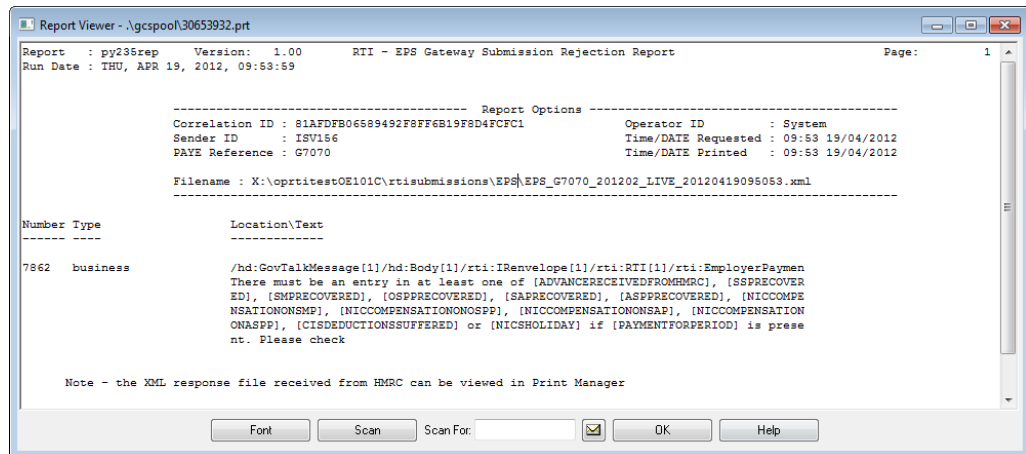 Report Viewer - .\gcspool\30653932.prt
Report : py235rep Version: 1.00 RTI - EPS Gateway Submission Rejection Report Page: 1
Run Date : THU, APR 19, 2012, 09:53:59
---------------------------------------- Report Options ------------------------------------------
Correlation ID : 81AFDFB06589492F8FF6B19F8D4FCFC1 Operator ID : System
Sender ID : ISV156 Time/DATE Requested : 09:53 19/04/2012
PAYE Reference : G7070 Time/DATE Printed : 09:53 19/04/2012
Filename : X:\oprtitestOE101C\rtisubmissions\EPS\EPS_G7070_201202_LIVE_20120419095053.xml
--------------------------------------------------------------------------------------------------
Number Type Location\Text
------ ---- -------------
7862 business /hd:GovTalkMessage[1]/hd:Body[1]/rti:IRenvelope[1]/rti:RTI[1]/rti:EmployerPaymen
There must be an entry in at least one of [ADVANCERECEIVEDFROMHMRC], [SSPRECOVER
ED], [SMPRECOVERED], [OSPPRECOVERED], [SAPRECOVERED], [ASPPRECOVERED], [NICCOMPE
NSATIONONSMP], [NICCOMPENSATIONONOSPP], [NICCOMPENSATIONONSAP], [NICCOMPENSATION
ONASPP], [CISDEDUCTIONSSUFFERED] or [NICSHOLIDAY] if [PAYMENTFORPERIOD] is prese
nt. Please check
Note - the XML response file received from HMRC can be viewed in Print Manager
Font Scan Scan For: OK Help